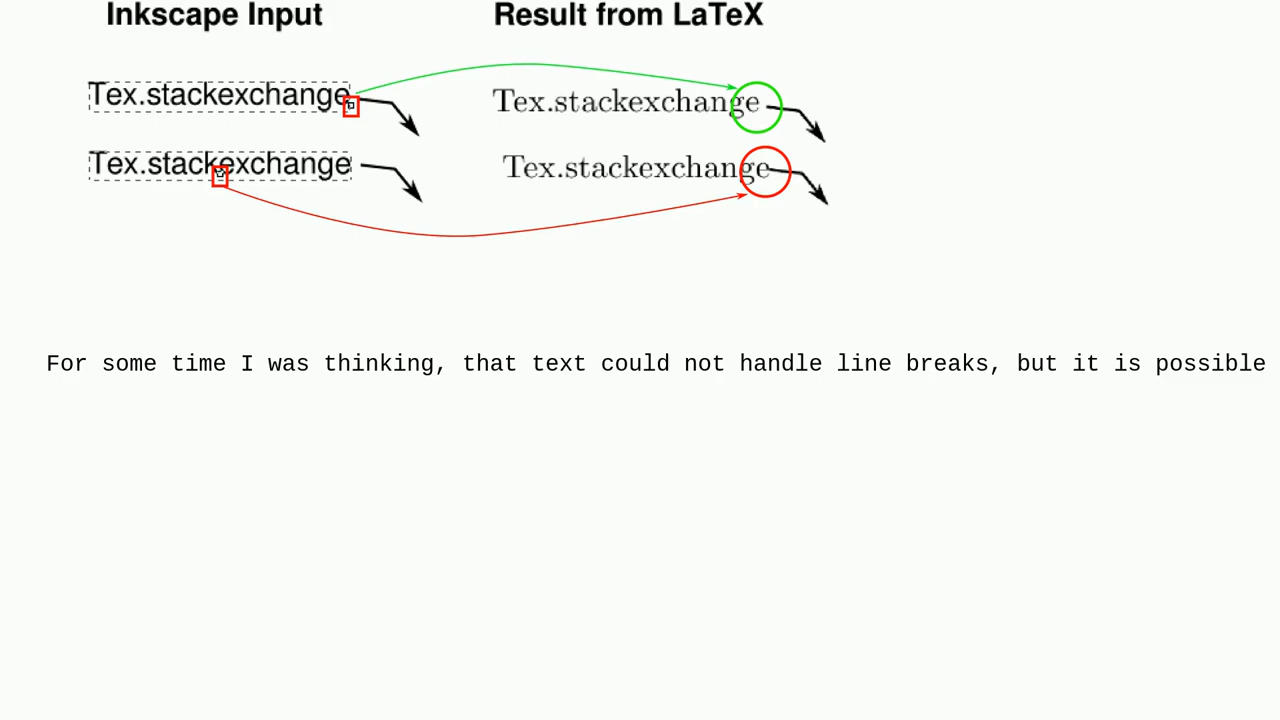 Inkscape Input Result from LaTeX
Tex.stackexchange Tex.stackexchange
Tex.stackexchange Tex.stackexchange
For some time I was thinking, that text could not handle line breaks, but it is possible